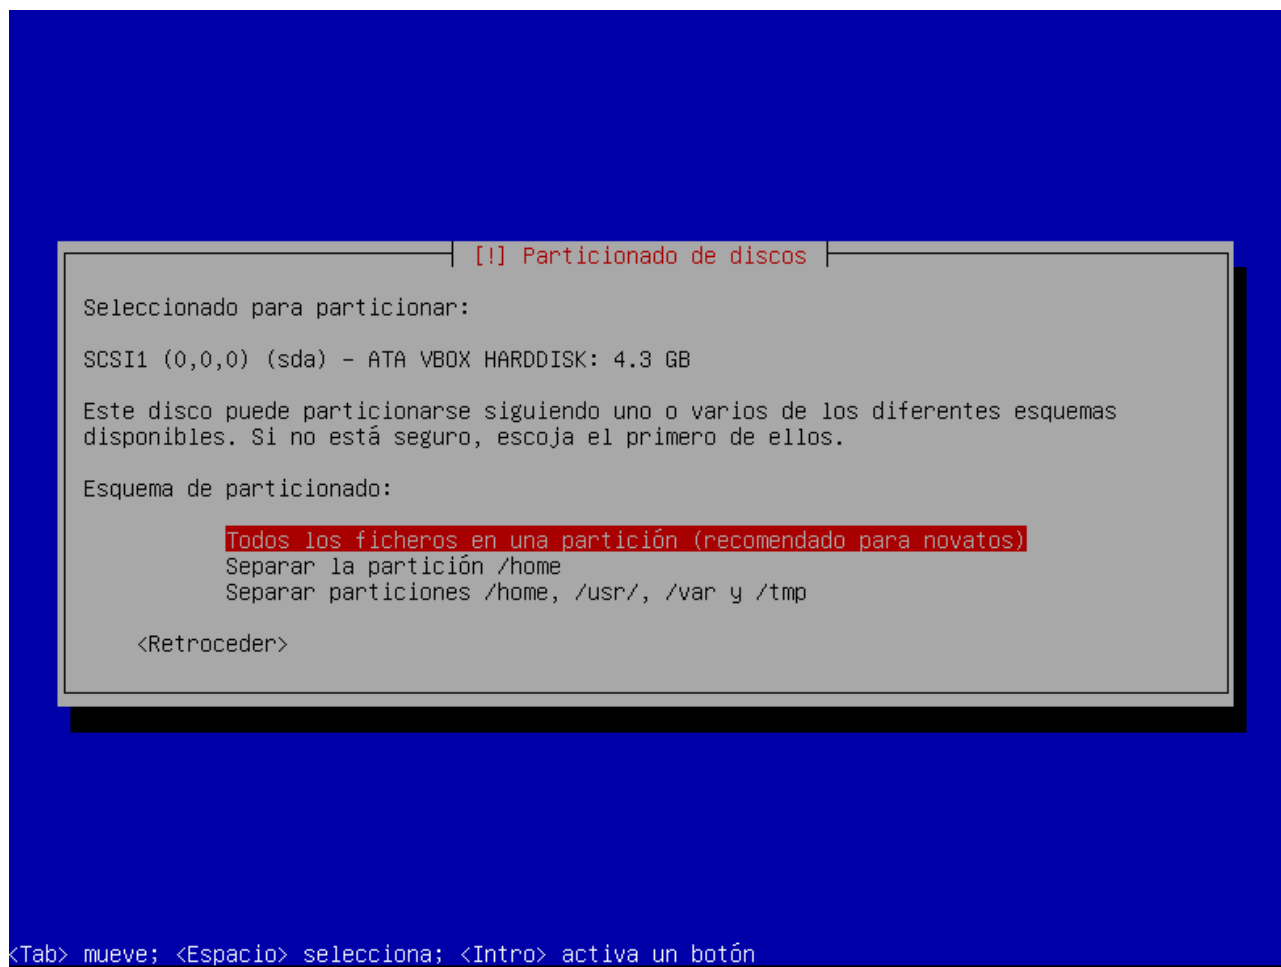 [!] Particionado de discos
Seleccionado para particionar:
SCSI1 (0,0,0) (sda) - ATA VBOX HARDDISK: 4.3 GB
Este disco puede particionarse siguiendo uno o varios de los diferentes esquemas
disponibles. Si no está seguro, escoja el primero de ellos.
Esquema de particionado:
Todos los ficheros en una partición (recomendado para novatos)
Separar la partición /home
Separar particiones /home, /usr/, /var y /tmp
<Retroceder>
<Tab> mueve; <Espacio> selecciona; <Intro> activa un botón